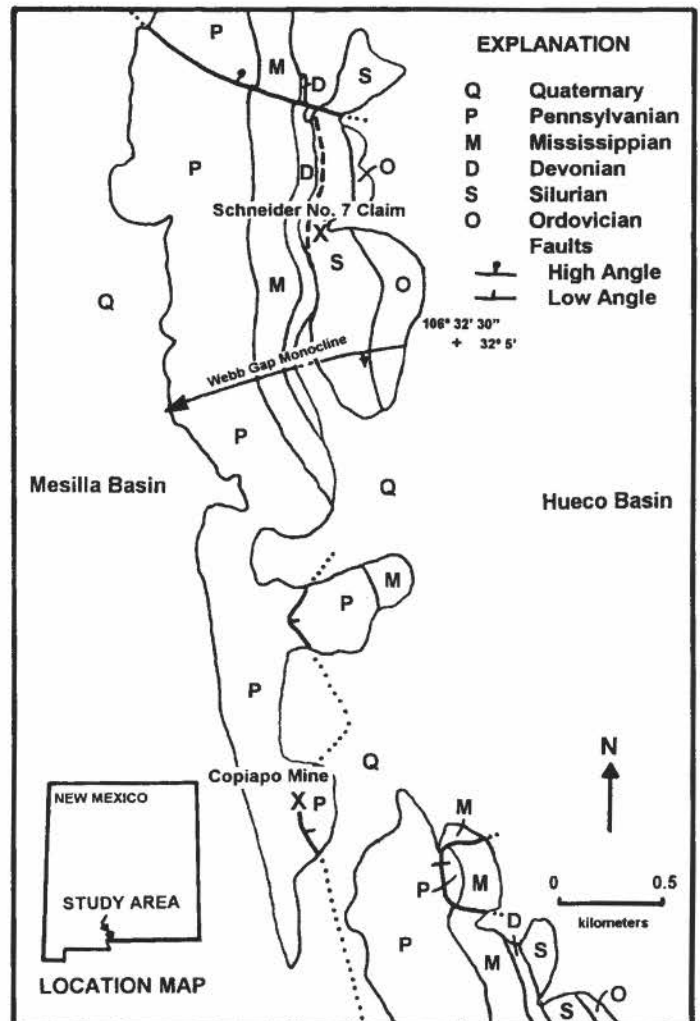 P
M
D
S
EXPLANATION
Q Quaternary
P Pennsylvanian
M Mississippian
D Devonian
S Silurian
O Ordovician
Faults
High Angle
Low Angle
P
D
O
Schneider No. 7 Claim
X
Q
M
S
O
106° 32' 30"
+ 32° 5'
Webb Gap Monocline
P
Mesilla Basin
Q
Hueco Basin
P
M
P
Q
N
Copiapo Mine
X P
M
P
M
0 0.5
kilometers
NEW MEXICO
STUDY AREA
LOCATION MAP
P
M
D
S
S
O